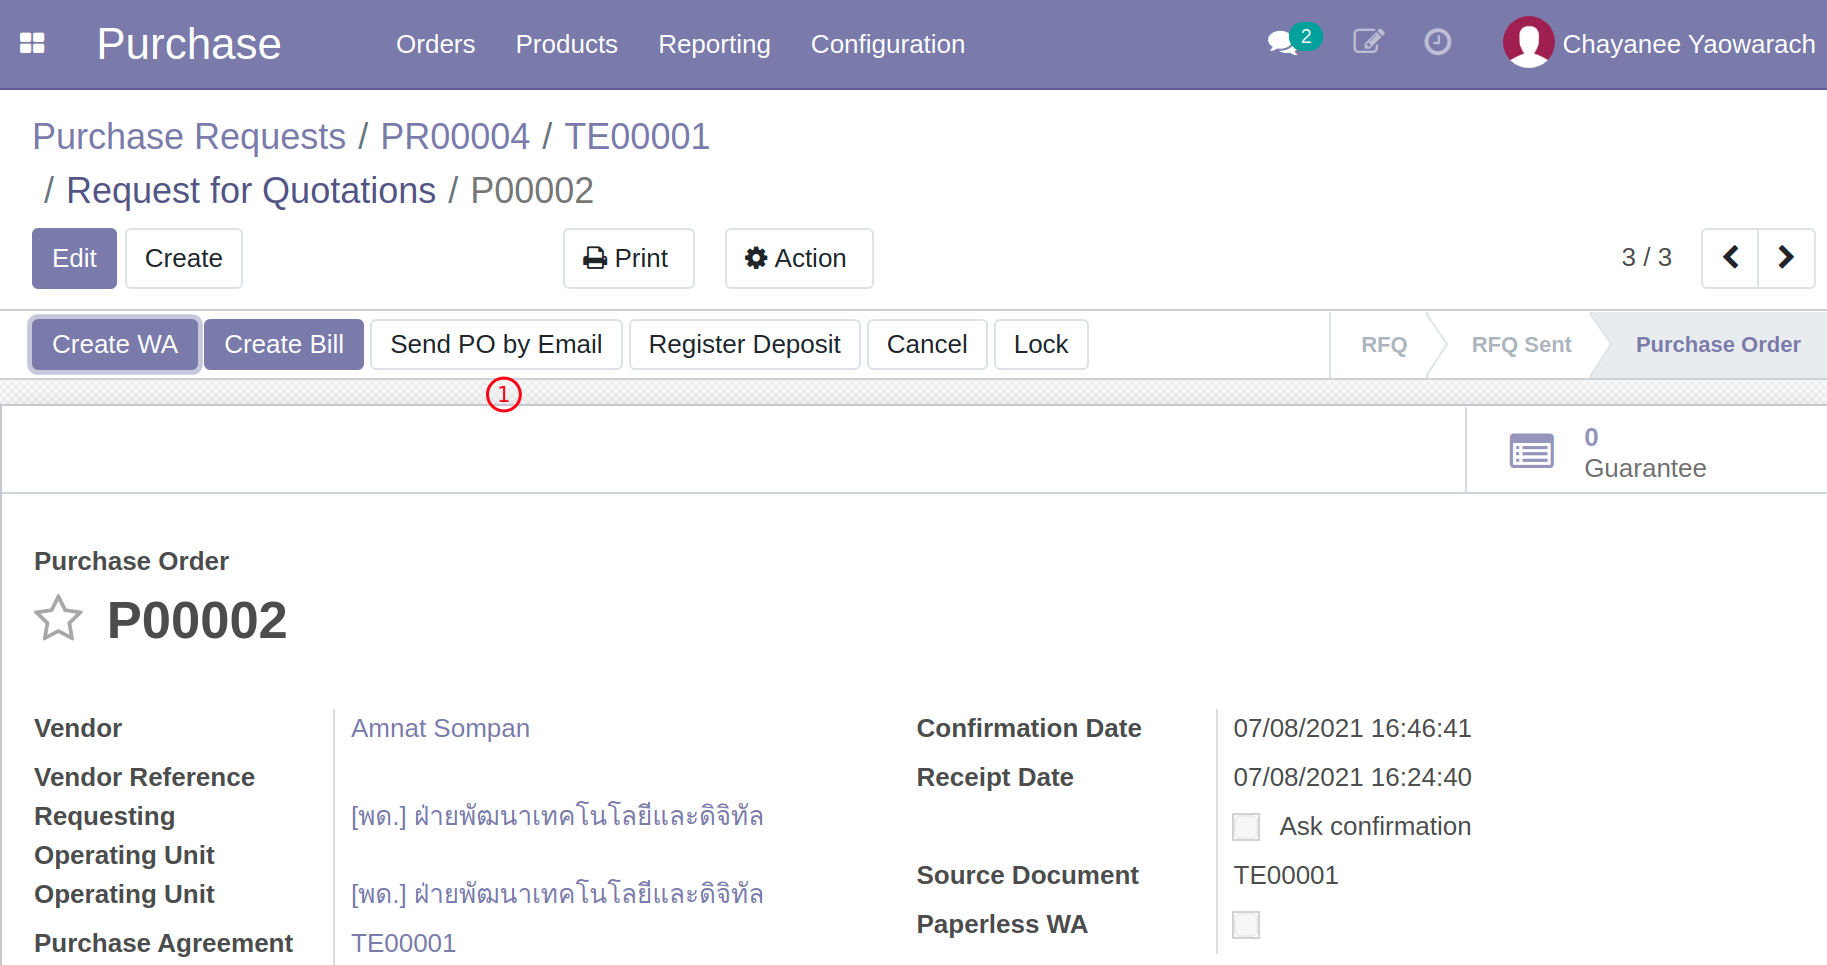 Purchase Orders Products Reporting Configuration 2 Chayanee Yaowarach
Purchase Requests / PR00004 / TE00001
/ Request for Quotations / P00002
Edit Create Print Action 3 / 3
Create WA Create Bill Send PO by Email Register Deposit Cancel Lock RFQ RFQ Sent Purchase Order
1
0
Guarantee
Purchase Order
P00002
Vendor Amnat Sompan Confirmation Date 07/08/2021 16:46:41
Vendor Reference Receipt Date 07/08/2021 16:24:40
Requesting [พด.] ฝ่ายพัฒนาเทคโนโลยีและดิจิทัล Ask confirmation
Operating Unit
Source Document TE00001
Operating Unit [พด.] ฝ่ายพัฒนาเทคโนโลยีและดิจิทัล
Paperless WA
Purchase Agreement TE00001